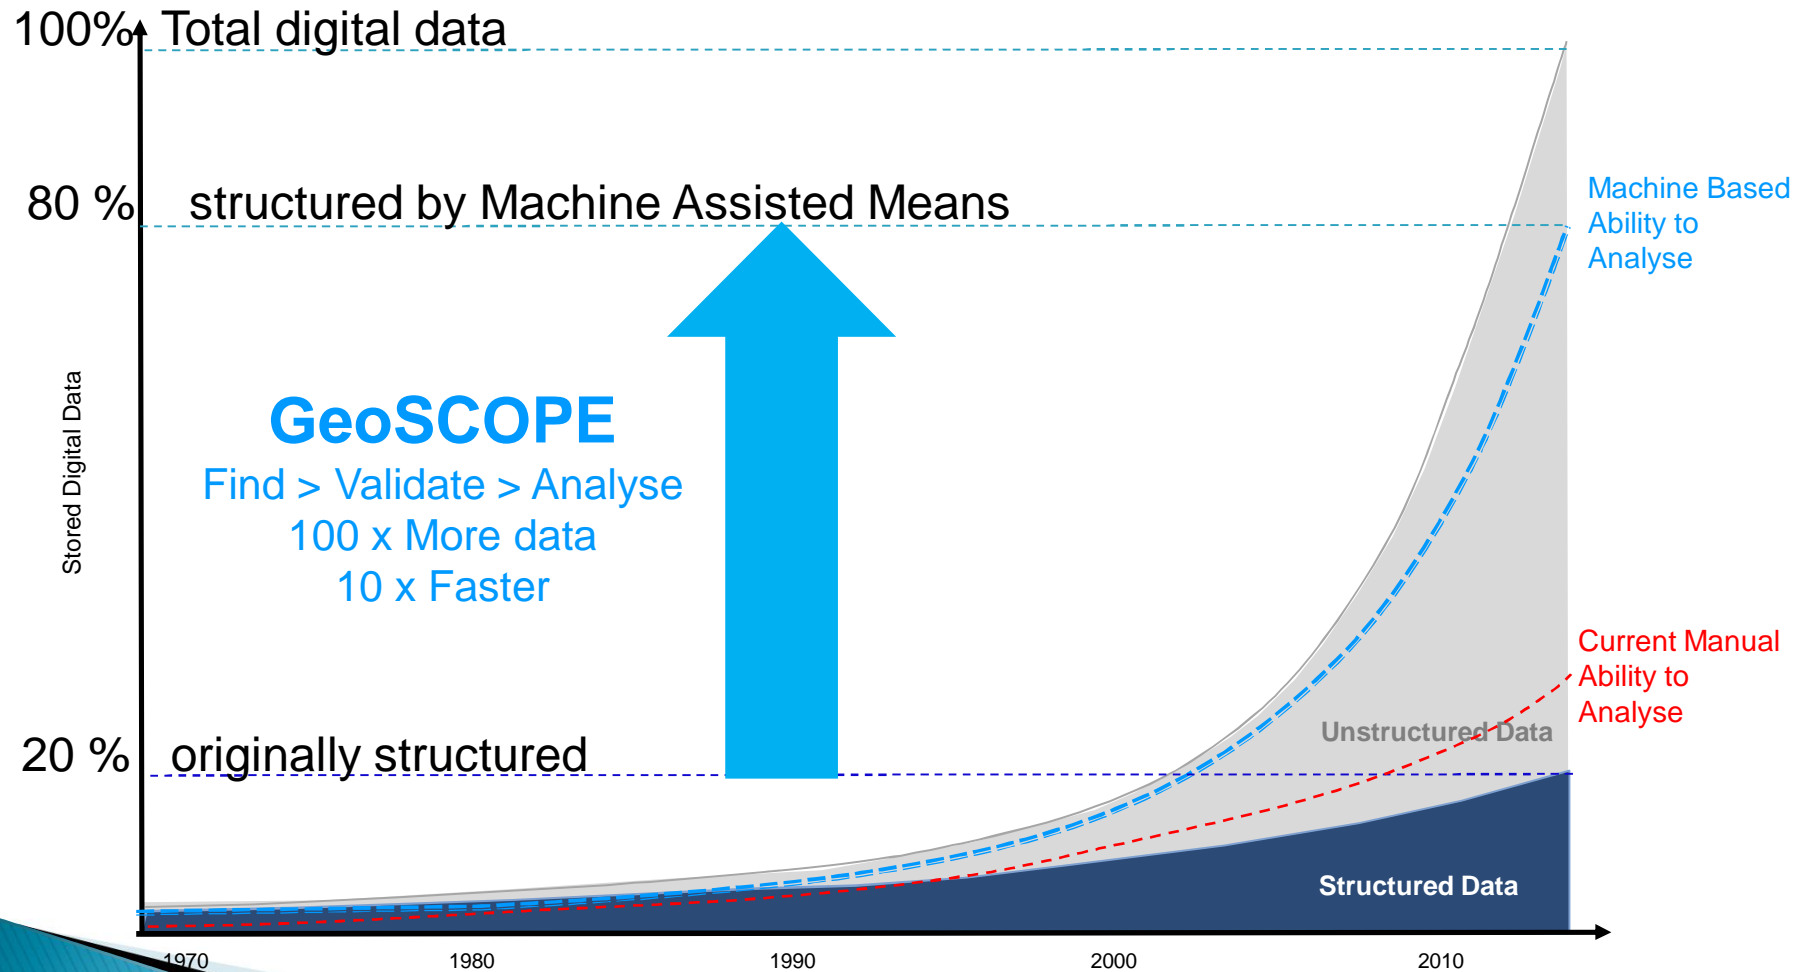 100% Total digital data
80 % structured by Machine Assisted Means
Machine Based
Ability to
Analyse
GeoSCOPE
Find > Validate > Analyse
100 x More data
10 x Faster
Stored Digital Data
Current Manual
Ability to
Analyse
Unstructured Data
20 % originally structured
Structured Data
1970 1980 1990 2000 2010